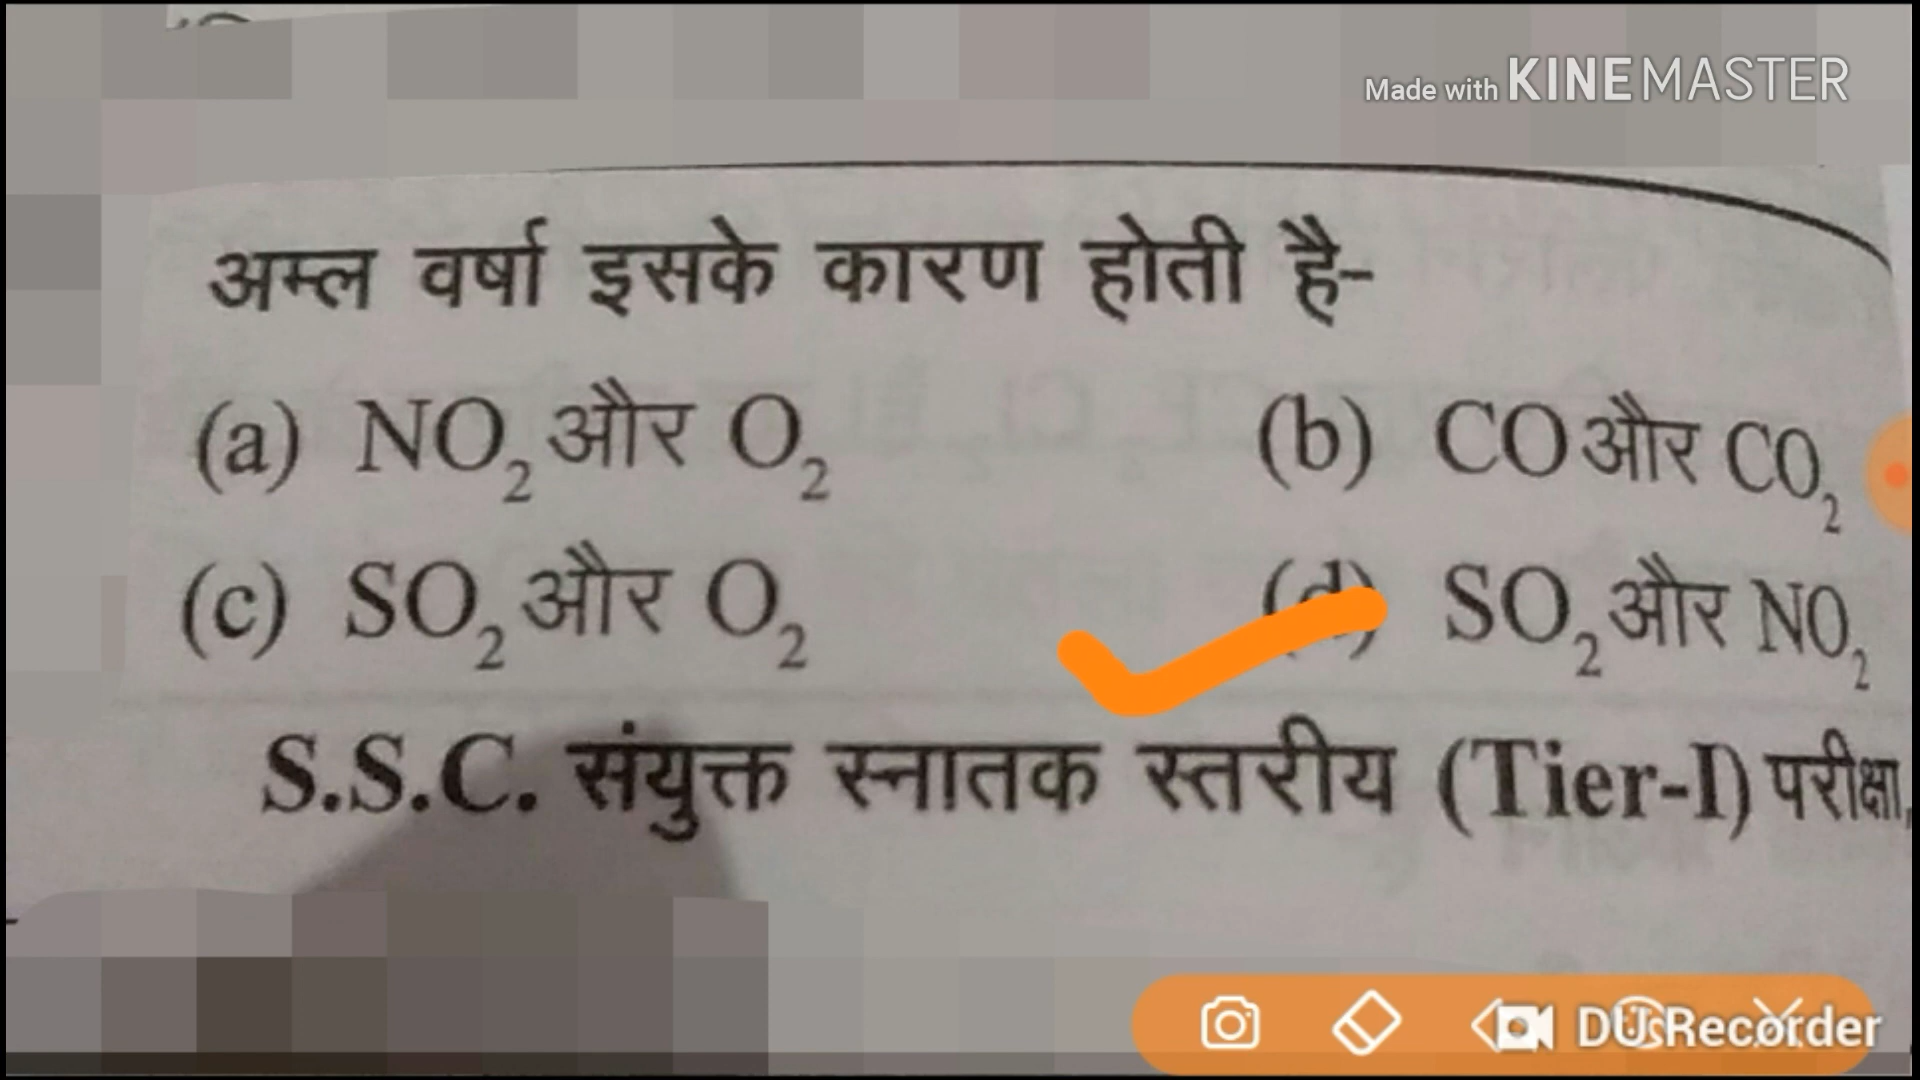 Made with KINEMASTER
अम्ल वर्षा इसके कारण होती है-
(a) NO₂ और O₂ (b) CO और CO₂
(c) SO₂ और O₂ (d) SO₂ और NO₂
S.S.C. संयुक्त स्नातक स्तरीय (Tier-I) परीक्षा,
DU Recorder